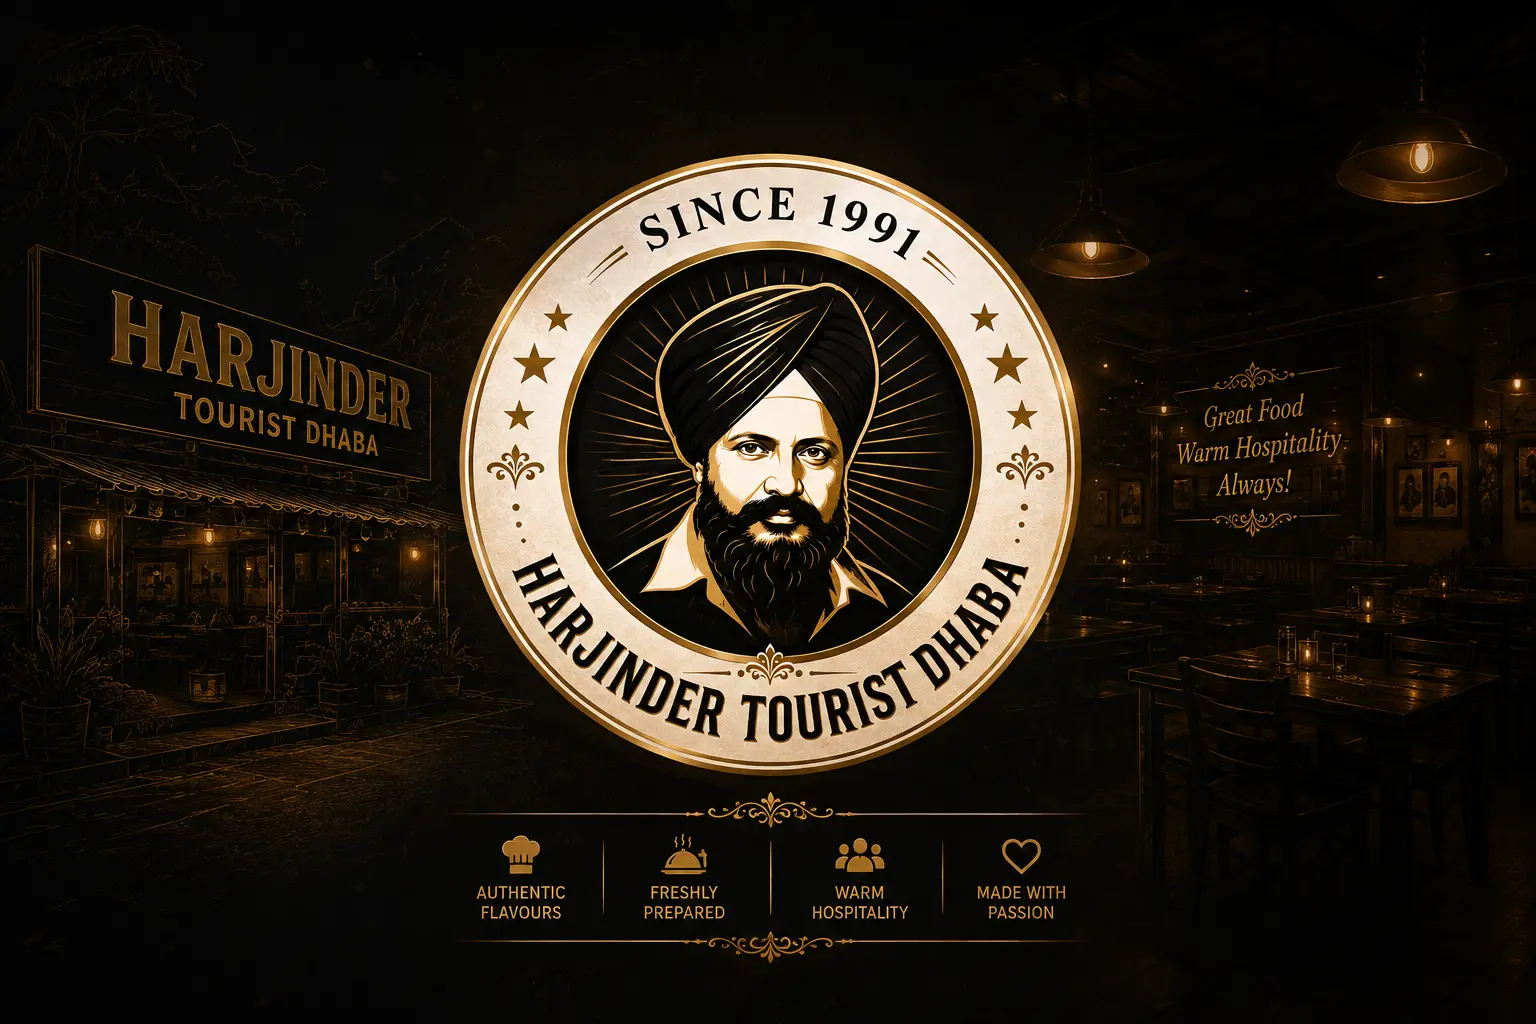 SINCE 1991
HARJINDER TOURIST DHABA
HARJINDER
TOURIST DHABA
Great Food
Warm Hospitality
Always!
AUTHENTIC
FLAVOURS
FRESHLY
PREPARED
WARM
HOSPITALITY
MADE WITH
PASSION